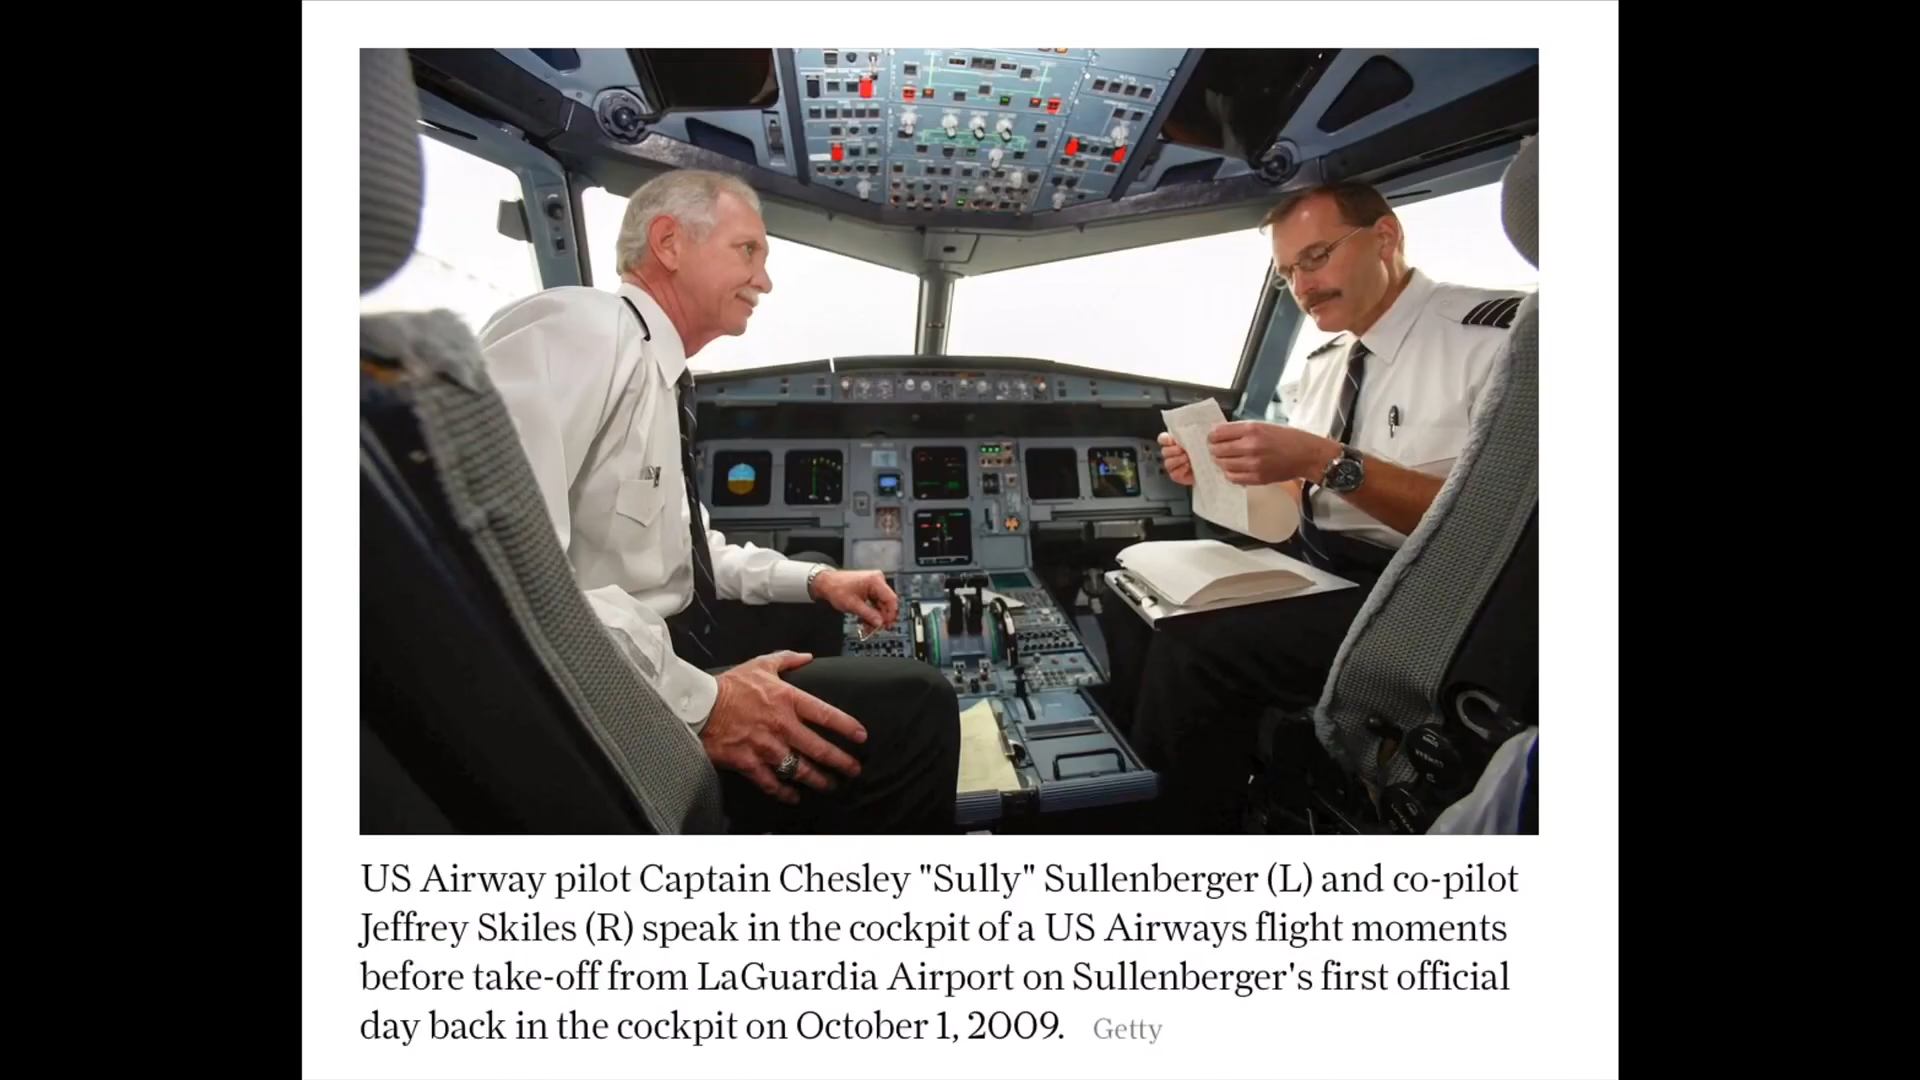 US Airway pilot Captain Chesley "Sully" Sullenberger (L) and co-pilot
Jeffrey Skiles (R) speak in the cockpit of a US Airways flight moments
before take-off from LaGuardia Airport on Sullenberger's first official
day back in the cockpit on October 1, 2009. Getty